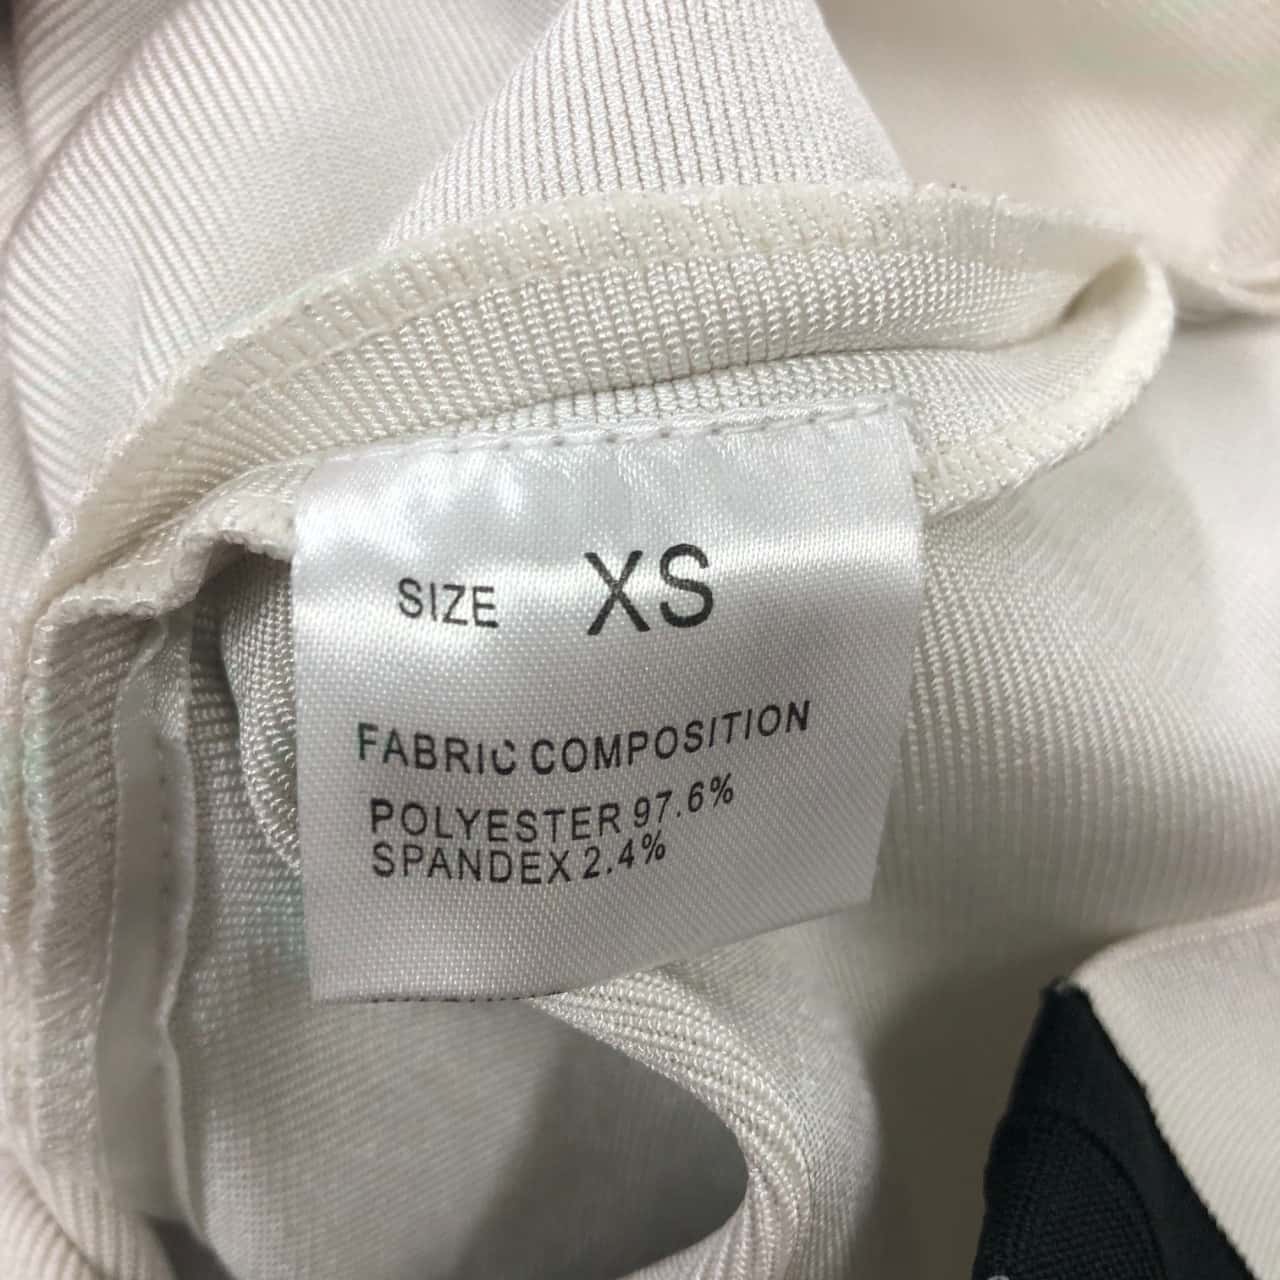 SIZE XS
FABRIC COMPOSITION
POLYESTER 97.6%
SPANDEX 2.4%